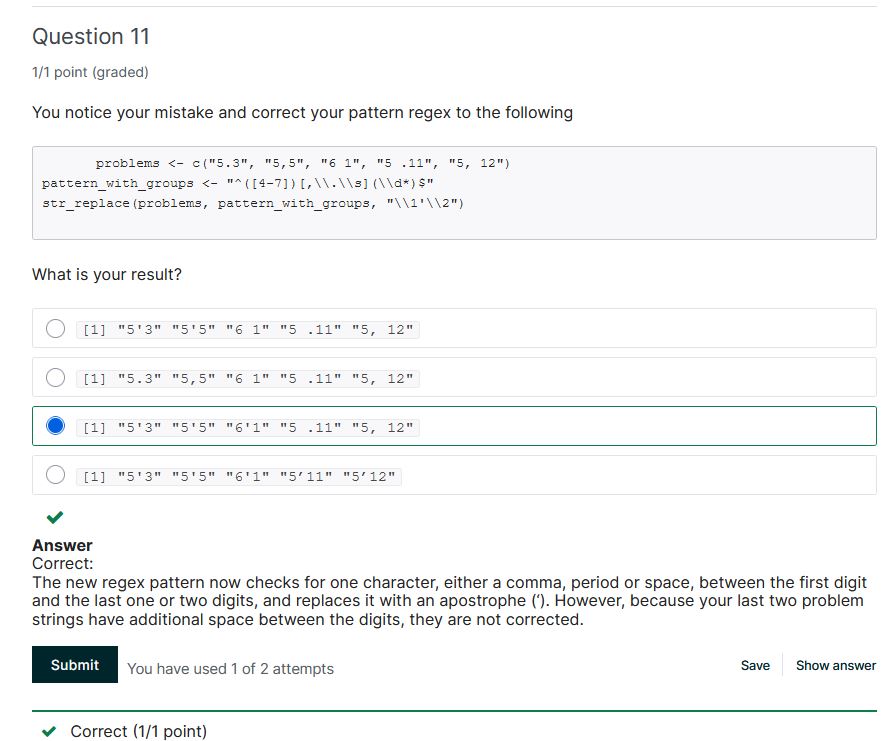 Question 11
1/1 point (graded)
You notice your mistake and correct your pattern regex to the following
problems <- c("5.3", "5,5", "6 1", "5 .11", "5, 12")
pattern_with_groups <- "^([4-7])[,\\.\\s](\\d*)$"
str_replace(problems, pattern_with_groups, "\\1'\\2")
What is your result?
[1] "5'3" "5'5" "6 1" "5 .11" "5, 12"
[1] "5.3" "5,5" "6 1" "5 .11" "5, 12"
[1] "5'3" "5'5" "6'1" "5 .11" "5, 12"
[1] "5'3" "5'5" "6'1" "5’11" "5’12"
Answer
Correct:
The new regex pattern now checks for one character, either a comma, period or space, between the first digit
and the last one or two digits, and replaces it with an apostrophe (‘). However, because your last two problem
strings have additional space between the digits, they are not corrected.
Submit You have used 1 of 2 attempts Save Show answer
Correct (1/1 point)